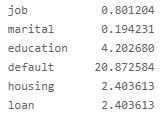 job 0.801204
marital 0.194231
education 4.202680
default 20.872584
housing 2.403613
loan 2.403613